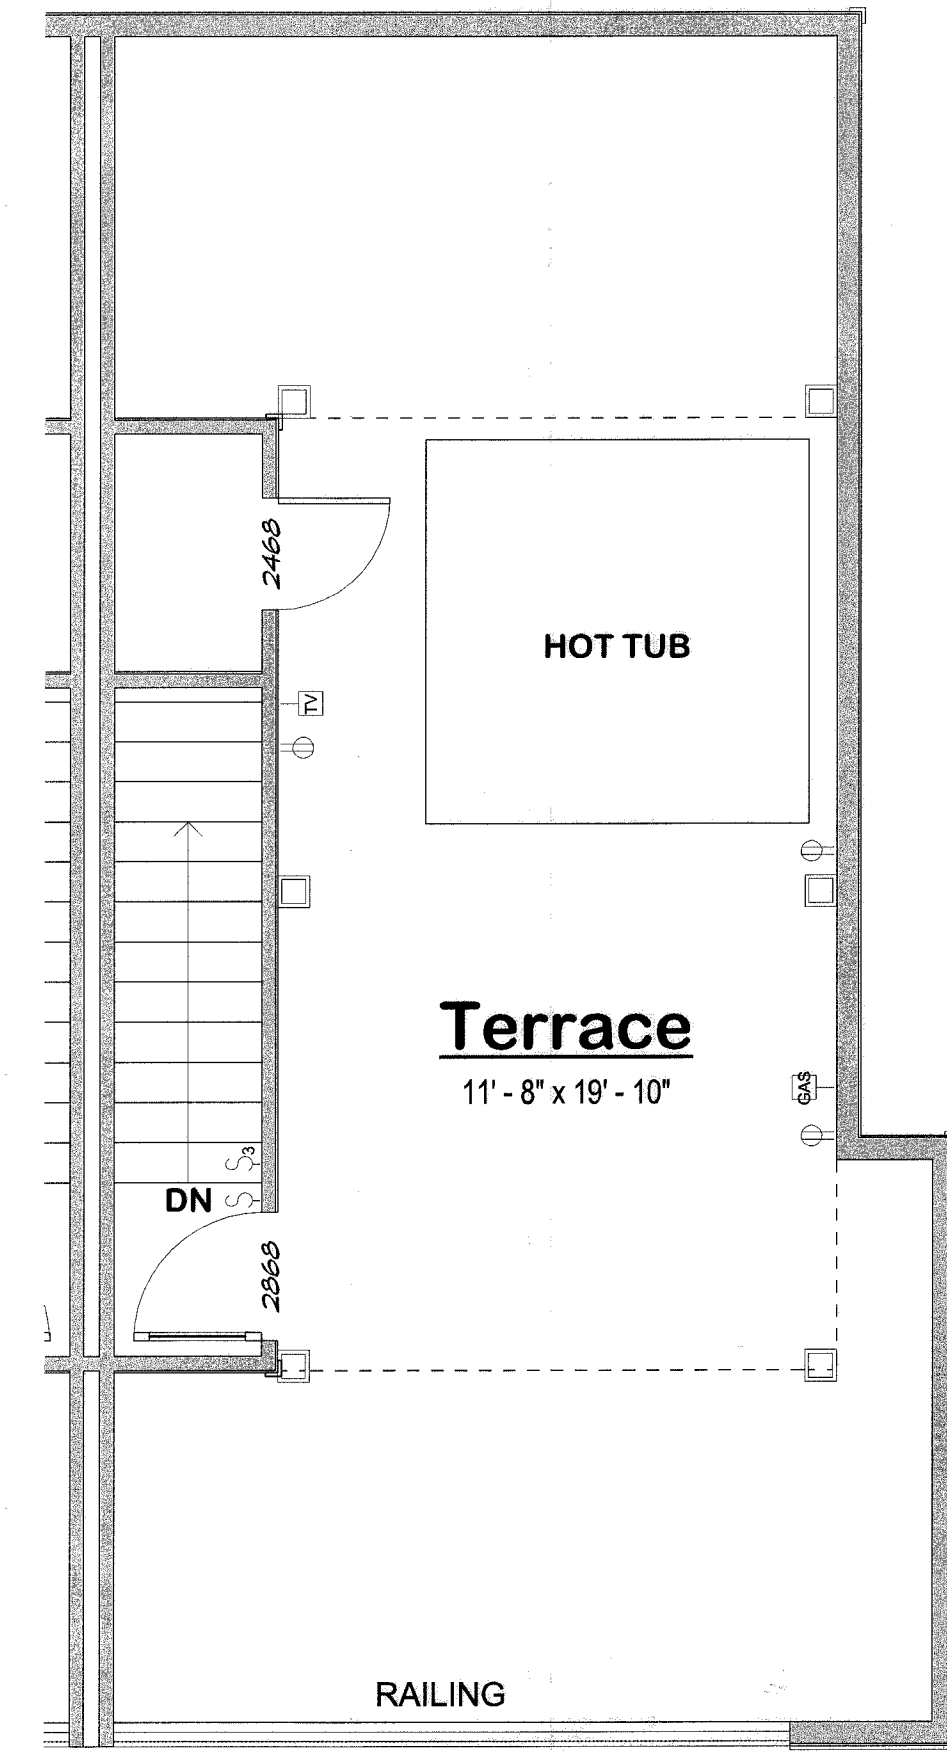 2468
HOT TUB
TV
Terrace
11' - 8" x 19' - 10"
GAS
S3
DN
S
2868
RAILING